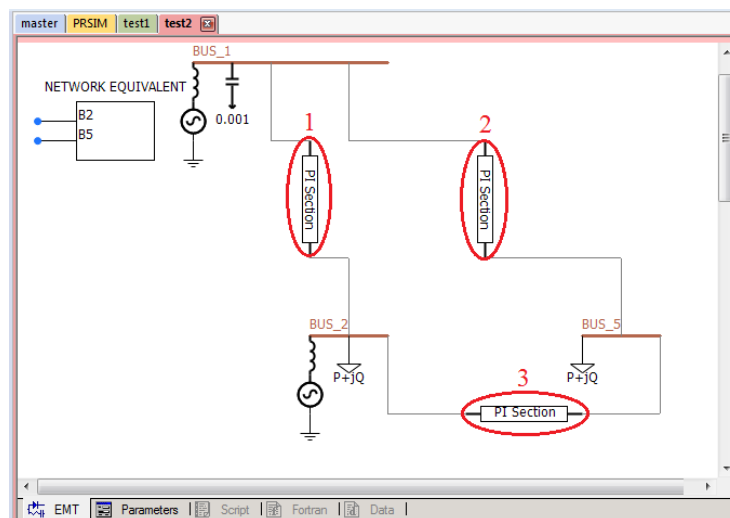 master PRSIM test1 test2
BUS_1
NETWORK EQUIVALENT
B2
B5
0.001
1
2
PI Section
PI Section
BUS_2
BUS_5
P+jQ
P+jQ
3
PI Section
EMT Parameters Script Fortran Data